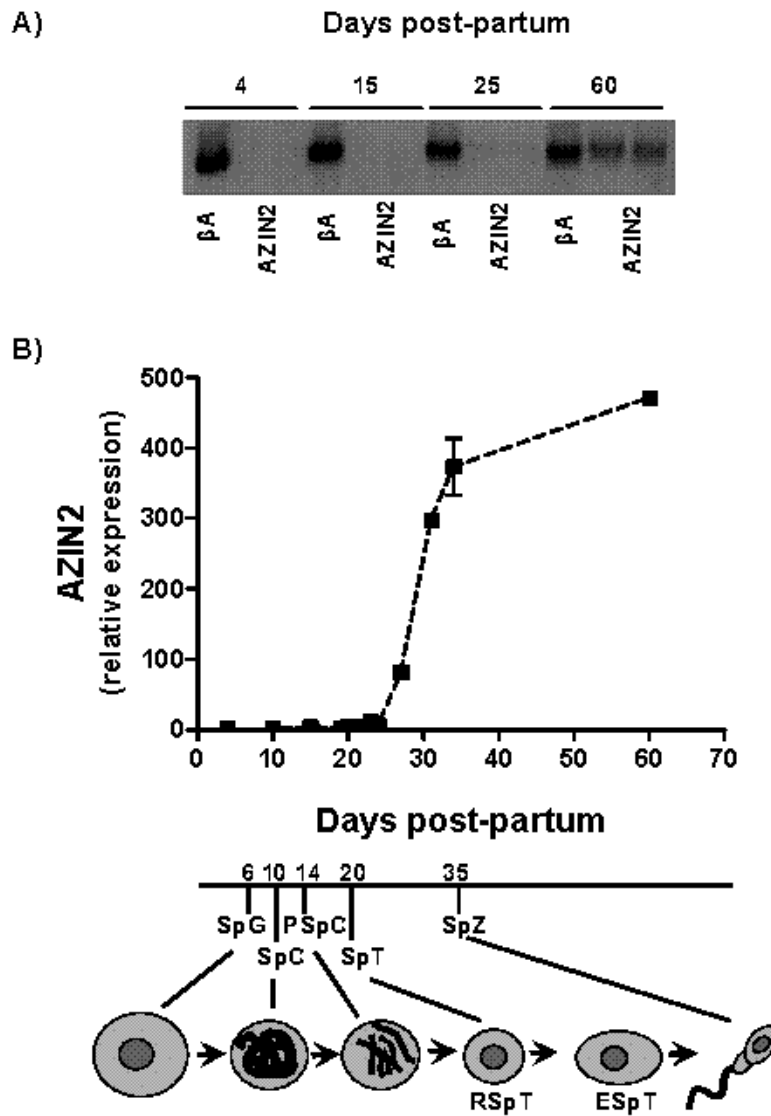 A)
Days post-partum
4 15 25 60
βA AZIN2 βA AZIN2 βA AZIN2 βA AZIN2
B)
AZIN2
(relative expression)
500
400
300
200
100
0
0 10 20 30 40 50 60 70
Days post-partum
6 10 14 20 35
SpG PSpC SpZ
SpC SpT
RSpT ESpT